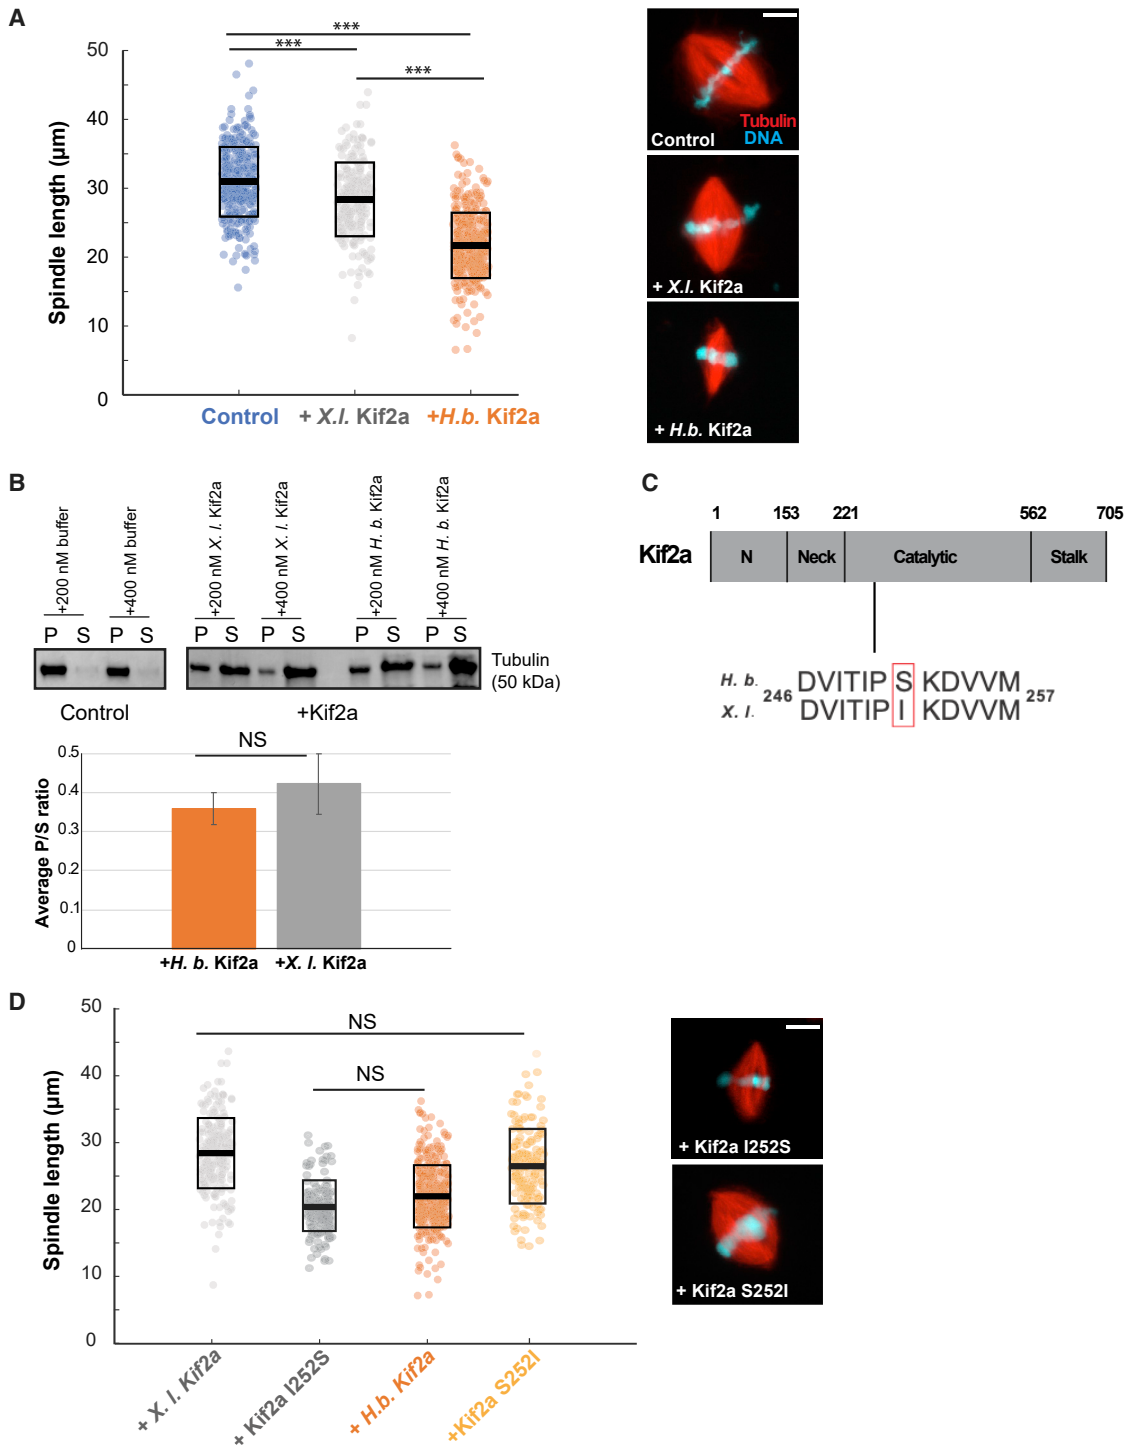 A
***
***
***
50
40
30
20
10
0
Spindle length (µm)
Control
+ X.l. Kif2a
+H.b. Kif2a
Tubulin
Control DNA
+ X.l. Kif2a
+ H.b. Kif2a
B
+200 nM buffer
+400 nM buffer
+200 nM X. l. Kif2a
+400 nM X. l. Kif2a
+200 nM H. b. Kif2a
+400 nM H. b. Kif2a
P S P S P S P S P S P S
Tubulin
(50 kDa)
Control
+Kif2a
NS
0.5
0.4
0.3
0.2
0.1
0
Average P/S ratio
+H. b. Kif2a
+X. l. Kif2a
C
1 153 221 562 705
Kif2a N Neck Catalytic Stalk
H. b. DVITIP S KDVVM
246 257
X. l. DVITIP I KDVVM
D
50
40
30
20
10
0
Spindle length (µm)
NS
NS
+ X. l. Kif2a
+ Kif2a I252S
+ H.b. Kif2a
+Kif2a S252I
+ Kif2a I252S
+ Kif2a S252I